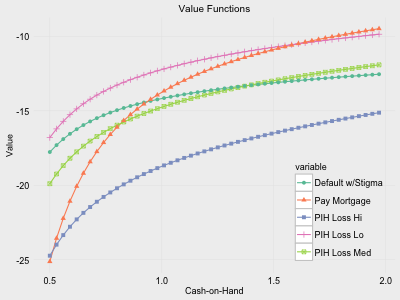 Value Functions
-10
-15
-20
-25
Value
0.5
1.0
1.5
2.0
Cash-on-Hand
variable
Default w/Stigma
Pay Mortgage
PIH Loss Hi
PIH Loss Lo
PIH Loss Med